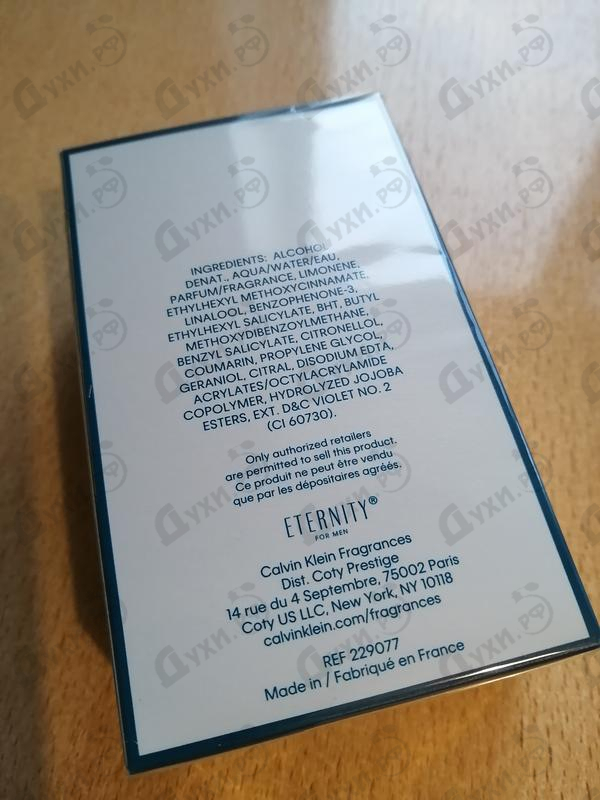 INGREDIENTS: ALCOHOL
DENAT., AQUA/WATER/EAU,
PARFUM/FRAGRANCE, LIMONENE,
ETHYLHEXYL METHOXYCINNAMATE,
LINALOOL, BENZOPHENONE-3,
ETHYLHEXYL SALICYLATE, BHT, BUTYL
METHOXYDIBENZOYLMETHANE,
BENZYL SALICYLATE, CITRONELLOL,
COUMARIN, PROPYLENE GLYCOL,
GERANIOL, CITRAL, DISODIUM EDTA,
ACRYLATES/OCTYLACRYLAMIDE
COPOLYMER, HYDROLYZED JOJOBA
ESTERS, EXT. D&C VIOLET NO. 2
(CI 60730).
Only authorized retailers
are permitted to sell this product.
Ce produit ne peut être vendu
que par les dépositaires agréés.
ETERNITY®
FOR MEN
Calvin Klein Fragrances
Dist. Coty Prestige
14 rue du 4 Septembre, 75002 Paris
Coty US LLC, New York, NY 10118
calvinklein.com/fragrances
REF 229077
Made in / Fabriqué en France
Духи.РФ